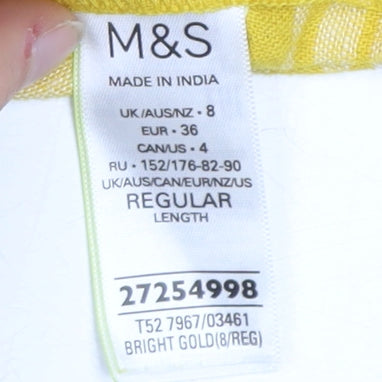 M&S
MADE IN INDIA
UK/AUS/NZ • 8
EUR • 36
CAN/US • 4
RU • 152/176-82-90
UK/AUS/CAN/EUR/NZ/US
REGULAR
LENGTH
27254998
T52 7967/03461
BRIGHT GOLD(8/REG)